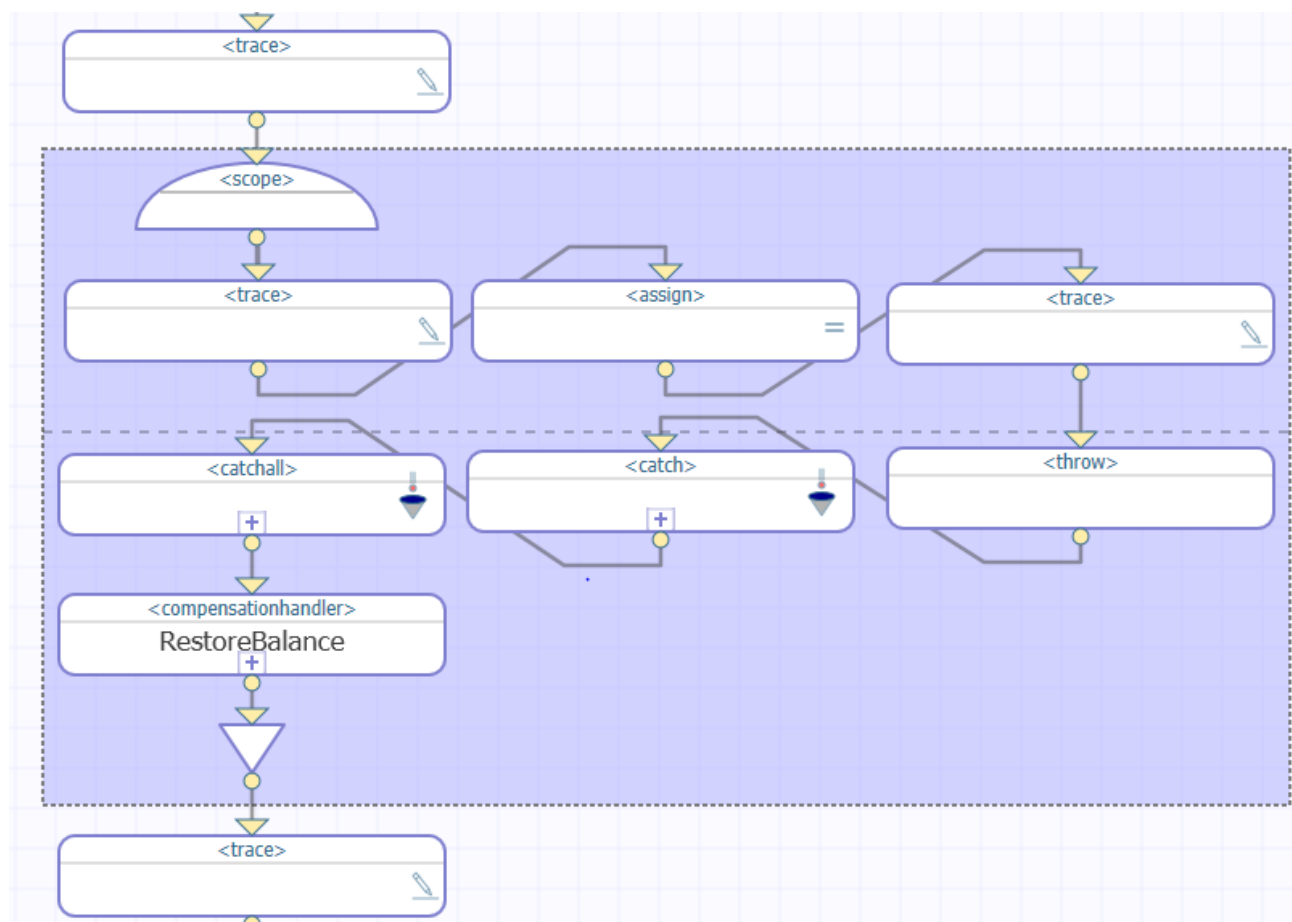 <trace>
<scope>
<trace>
<assign>
<trace>
<catchall>
<catch>
<throw>
<compensationhandler>
RestoreBalance
<trace>